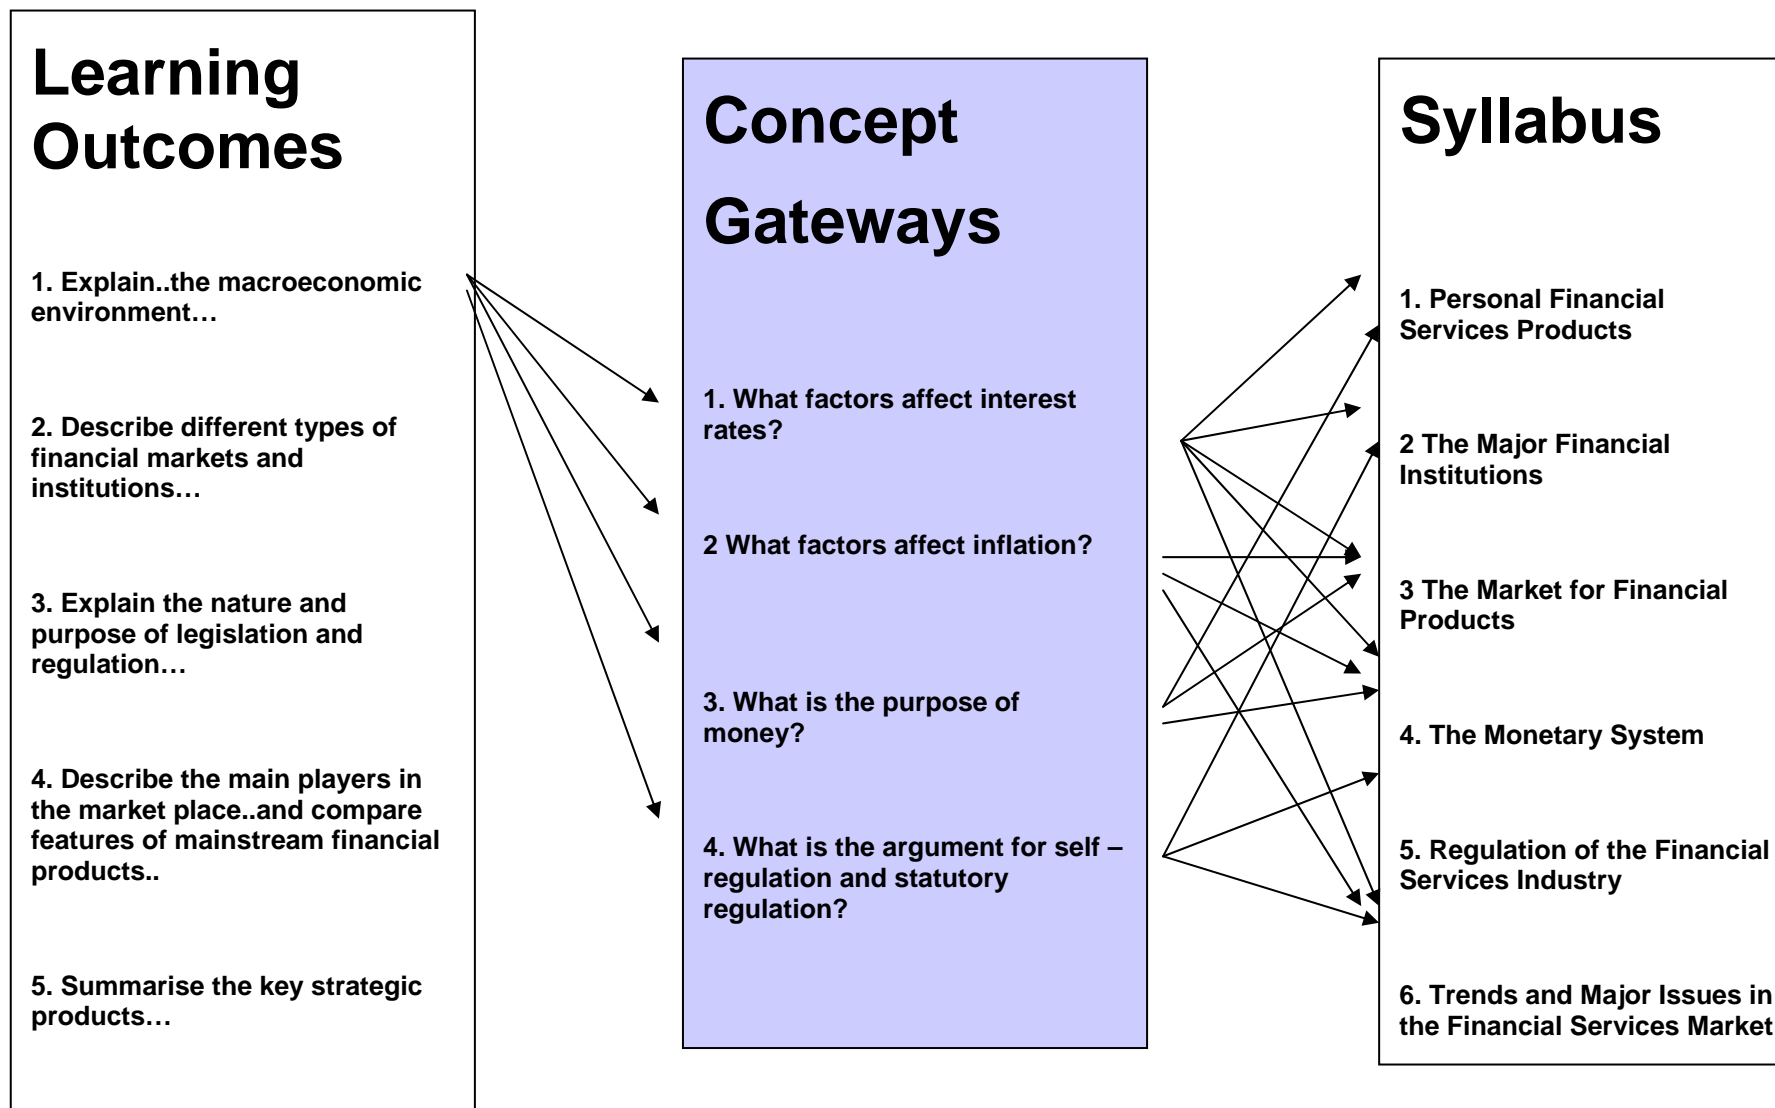 Learning
Outcomes
1. Explain..the macroeconomic
environment…
2. Describe different types of
financial markets and
institutions…
3. Explain the nature and
purpose of legislation and
regulation…
4. Describe the main players in
the market place..and compare
features of mainstream financial
products..
5. Summarise the key strategic
products…
Concept
Gateways
1. What factors affect interest
rates?
2 What factors affect inflation?
3. What is the purpose of
money?
4. What is the argument for self –
regulation and statutory
regulation?
Syllabus
1. Personal Financial
Services Products
2 The Major Financial
Institutions
3 The Market for Financial
Products
4. The Monetary System
5. Regulation of the Financial
Services Industry
6. Trends and Major Issues in
the Financial Services Market